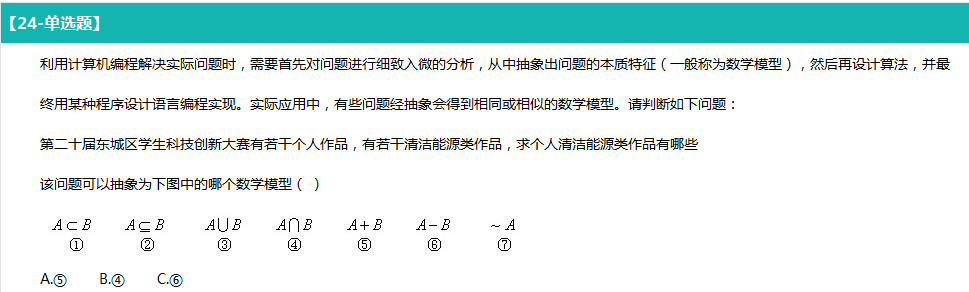 【24-单选题】
利用计算机编程解决实际问题时，需要首先对问题进行细致入微的分析，从中抽象出问题的本质特征（一般称为数学模型），然后再设计算法，并最
终用某种程序设计语言编程实现。实际应用中，有些问题经抽象会得到相同或相似的数学模型。请判断如下问题：
第二十届东城区学生科技创新大赛有若干个人作品，有若干清洁能源类作品，求个人清洁能源类作品有哪些
该问题可以抽象为下图中的哪个数学模型（ ）
A⊂B A⊆B A⋃B A⋂B A+B A−B ~A
① ② ③ ④ ⑤ ⑥ ⑦
A.⑤ B.④ C.⑥